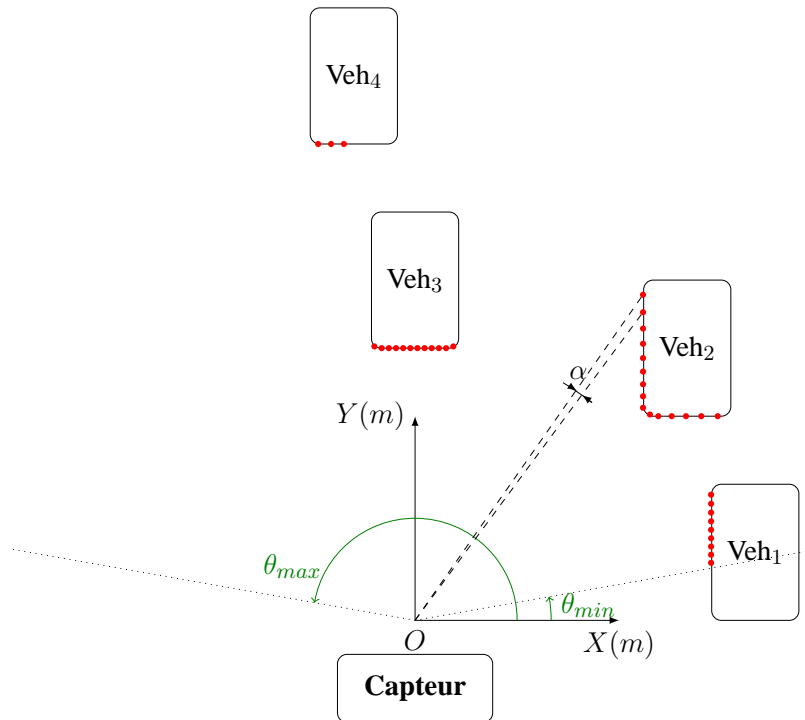 Veh₄
Veh₃
Veh₂
α
Y(m)
θₘₐₓ
Veh₁
θₘᵢₙ
O
X(m)
Capteur